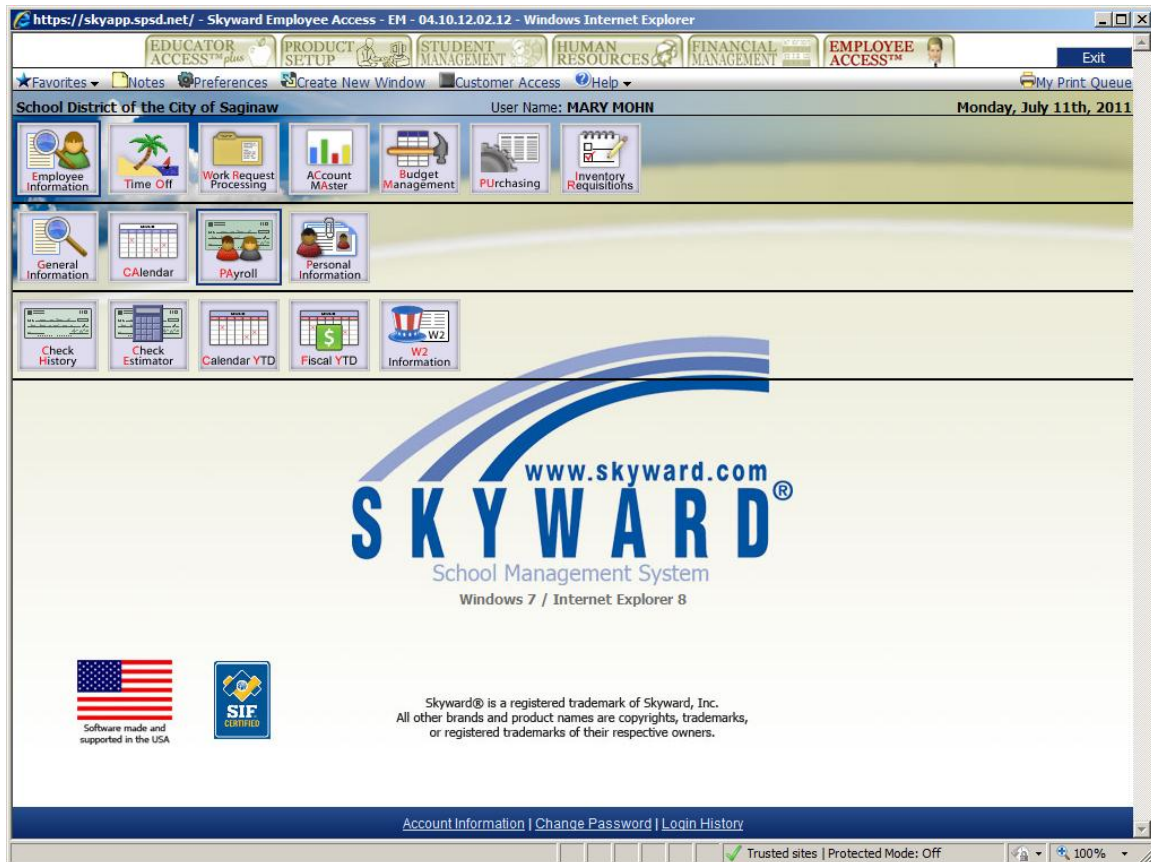 https://skyapp.spsd.net/ - Skyward Employee Access - EM - 04.10.12.02.12 - Windows Internet Explorer
EDUCATOR ACCESS™plus
PRODUCT SETUP
STUDENT MANAGEMENT
HUMAN RESOURCES
FINANCIAL MANAGEMENT
EMPLOYEE ACCESS™
Exit
Favorites Notes Preferences Create New Window Customer Access Help My Print Queue
School District of the City of Saginaw User Name: MARY MOHN Monday, July 11th, 2011
Employee Information
Time Off
Work Request Processing
ACcount MAster
Budget Management
PUrchasing
Inventory Requisitions
General Information
CAlendar
PAyroll
Personal Information
Check History
Check Estimator
Calendar YTD
Fiscal YTD
W2
W2 Information
www.skyward.com
SKYWARD®
School Management System
Windows 7 / Internet Explorer 8
Software made and
supported in the USA
SIF
CERTIFIED
Skyward® is a registered trademark of Skyward, Inc.
All other brands and product names are copyrights, trademarks,
or registered trademarks of their respective owners.
Account Information | Change Password | Login History
Trusted sites | Protected Mode: Off 100%